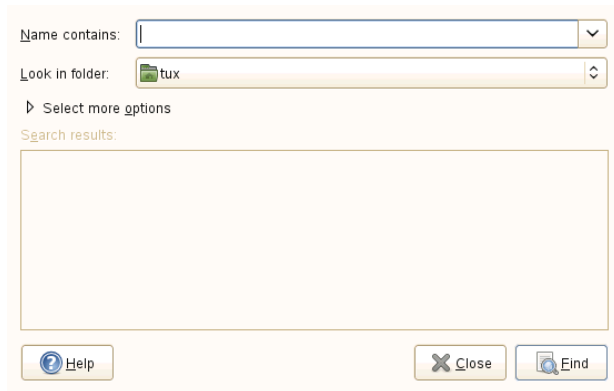 Name contains:
Look in folder: tux
Select more options
Search results:
Help Close Find